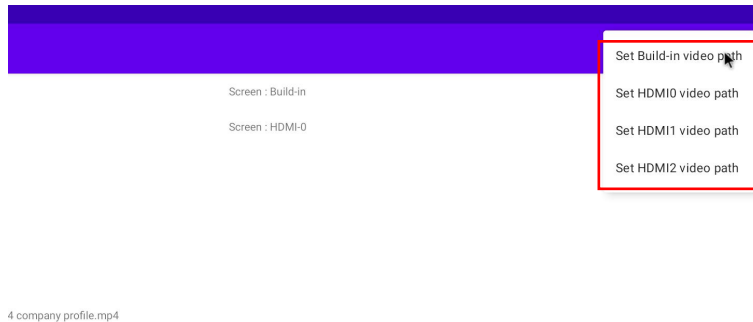 Set Build-in video path
Screen : Build-in
Set HDMI0 video path
Screen : HDMI-0
Set HDMI1 video path
Set HDMI2 video path
4 company profile.mp4